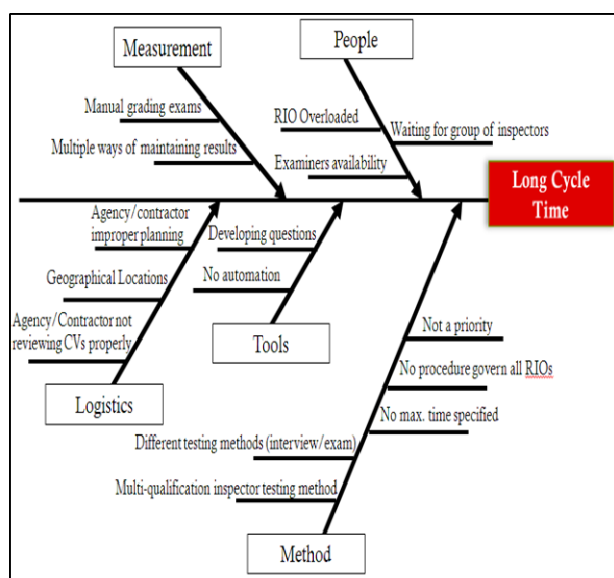 Measurement
People
Manual grading exams
Multiple ways of maintaining results
RIO Overloaded
Waiting for group of inspectors
Examiners availability
Long Cycle
Time
Agency/contractor
improper planning
Geographical Locations
Agency/Contractor not
reviewing CVs properly
Logistics
Developing questions
No automation
Tools
Not a priority
No procedure govern all RIOs
No max. time specified
Different testing methods (interview/exam)
Multi-qualification inspector testing method
Method